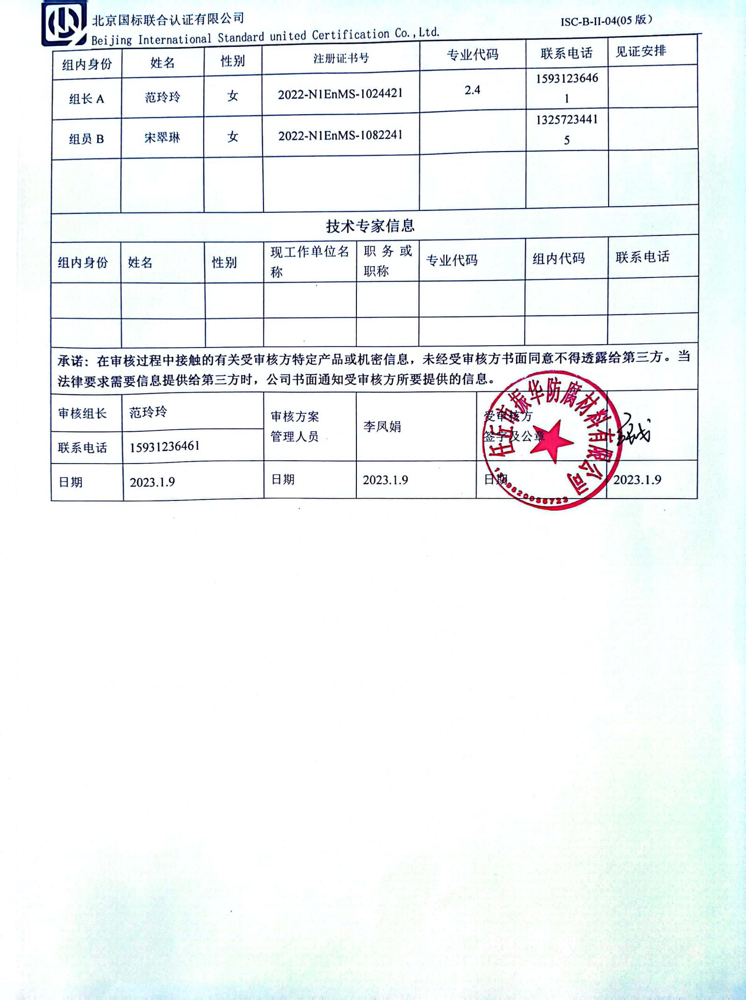 北京国标联合认证有限公司
ISC-B-II-04(05 版)
Beijing International Standard united Certification Co.,Ltd.
组内身份 姓名 性别 注册证书号 专业代码 联系电话 见证安排
组长 A 范玲玲 女 2022-N1EnMS-1024421 2.4 1593123646
1
组员 B 宋翠琳 女 2022-N1EnMS-1082241 1325723441
5
技术专家信息
组内身份 姓名 性别 现工作单位名 职务或 专业代码 组内代码 联系电话
称 职称
承诺：在审核过程中接触的有关受审核方特定产品或机密信息，未经受审核方书面同意不得透露给第三方。当
法律要求需要信息提供给第三方时，公司书面通知受审核方所要提供的信息。
审核组长 范玲玲 审核方案 李凤娟 受审核方
管理人员 签字及公章
联系电话 15931236461
日期 2023.1.9 日期 2023.1.9 日期 2023.1.9
任丘市振华防腐材料有限公司